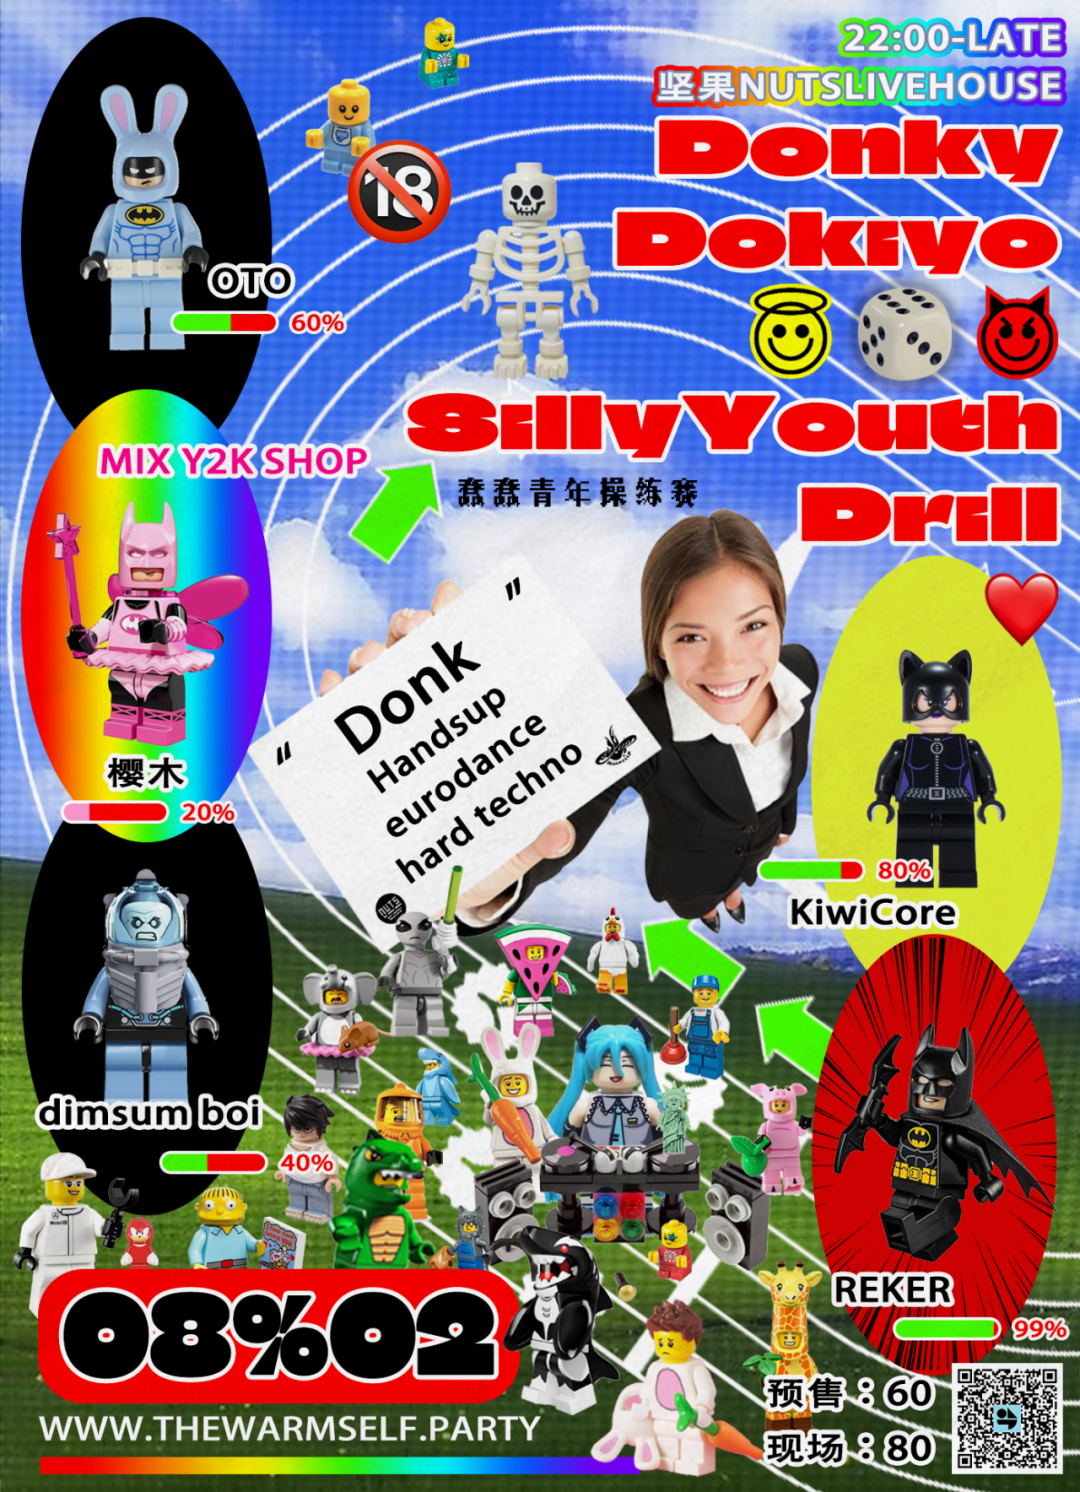 22:00-LATE
坚果NUTSLIVEHOUSE
Donky
Dokiyo
18
OTO
60%
SillyYouth
蠢蠢青年操练赛
Drill
MIX Y2K SHOP
"
Donk
Handsup
eurodance
hard techno
"
NUTS
樱木
20%
80%
KiwiCore
dimsum boi
40%
REKER
99%
08%02
WWW.THEWARMSELF.PARTY
预售：60
现场：80